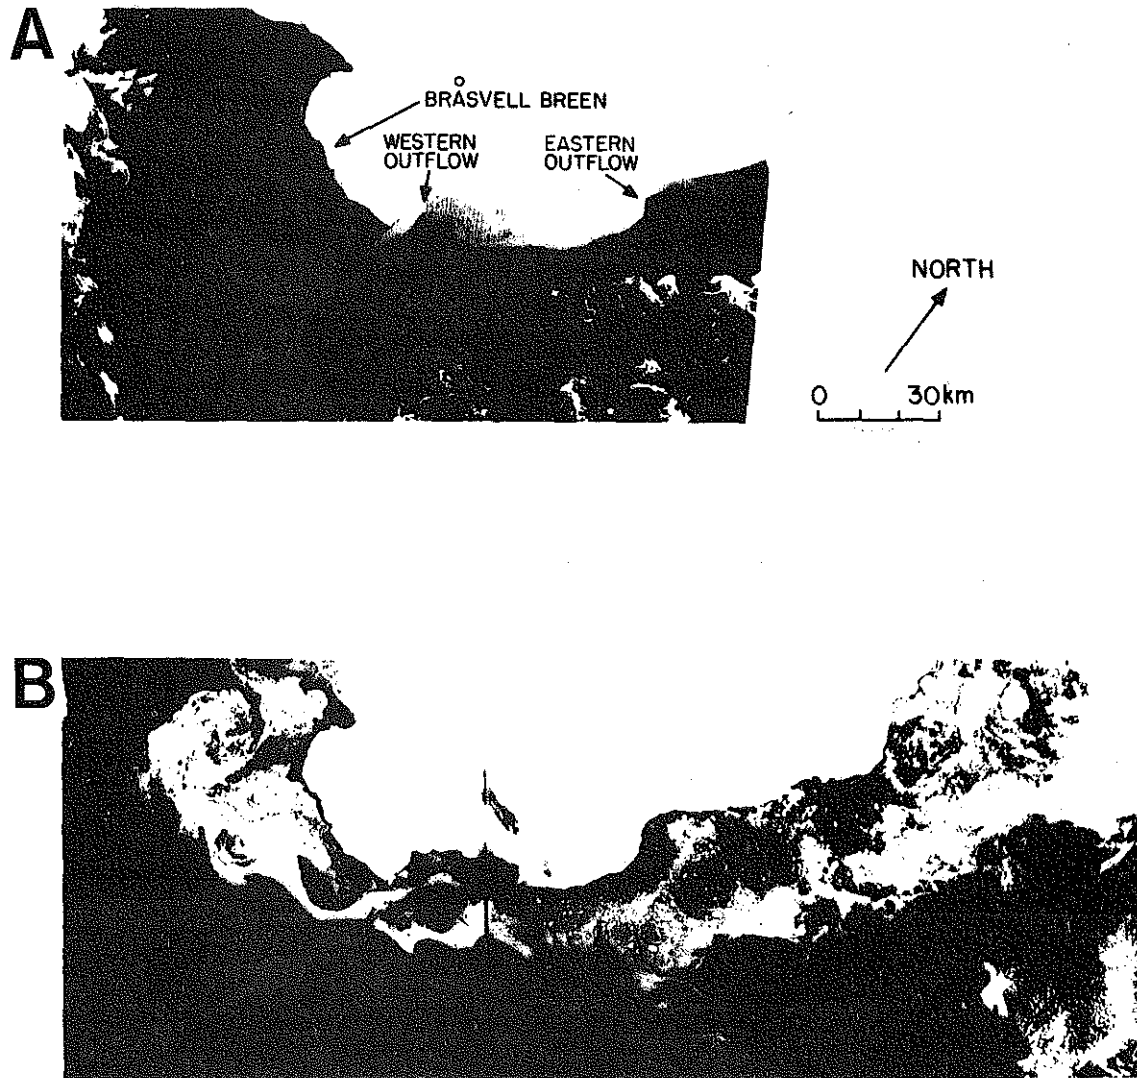 A
BRÅSVELL BREEN
WESTERN
OUTFLOW
EASTERN
OUTFLOW
NORTH
0 30km
B